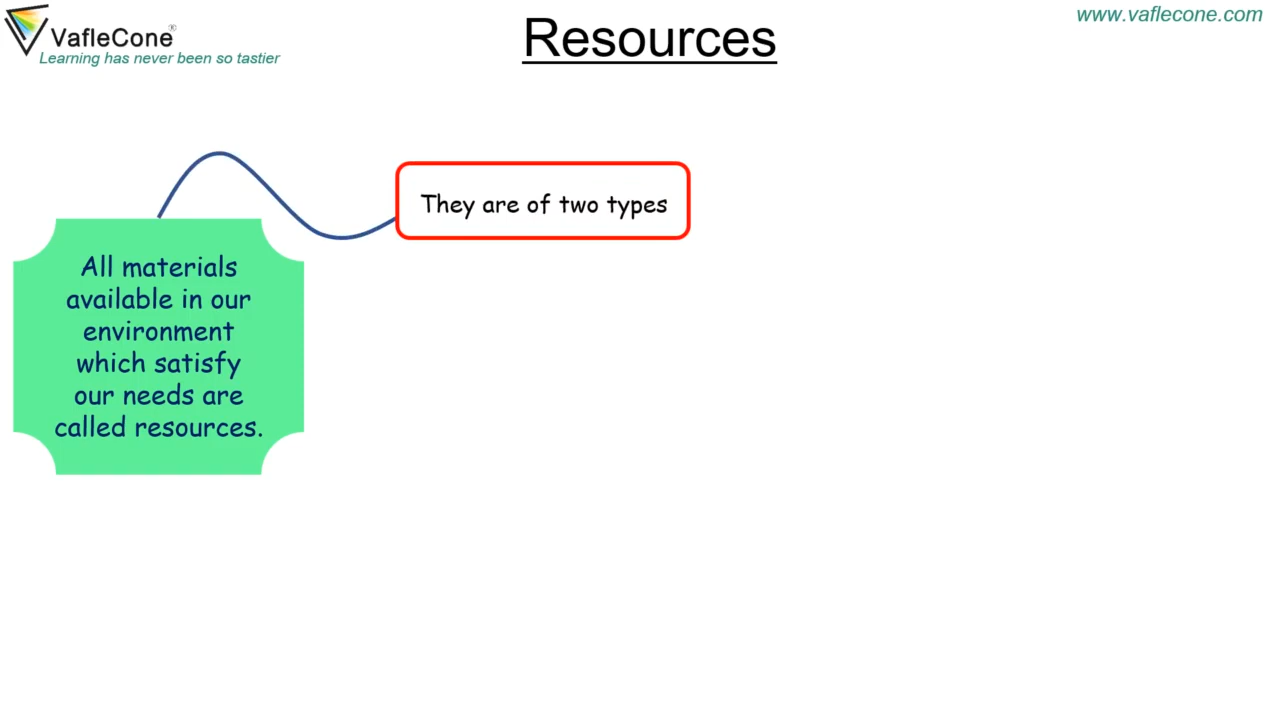 VafleCone®
Learning has never been so tastier
Resources
www.vaflecone.com
They are of two types
All materials
available in our
environment
which satisfy
our needs are
called resources.